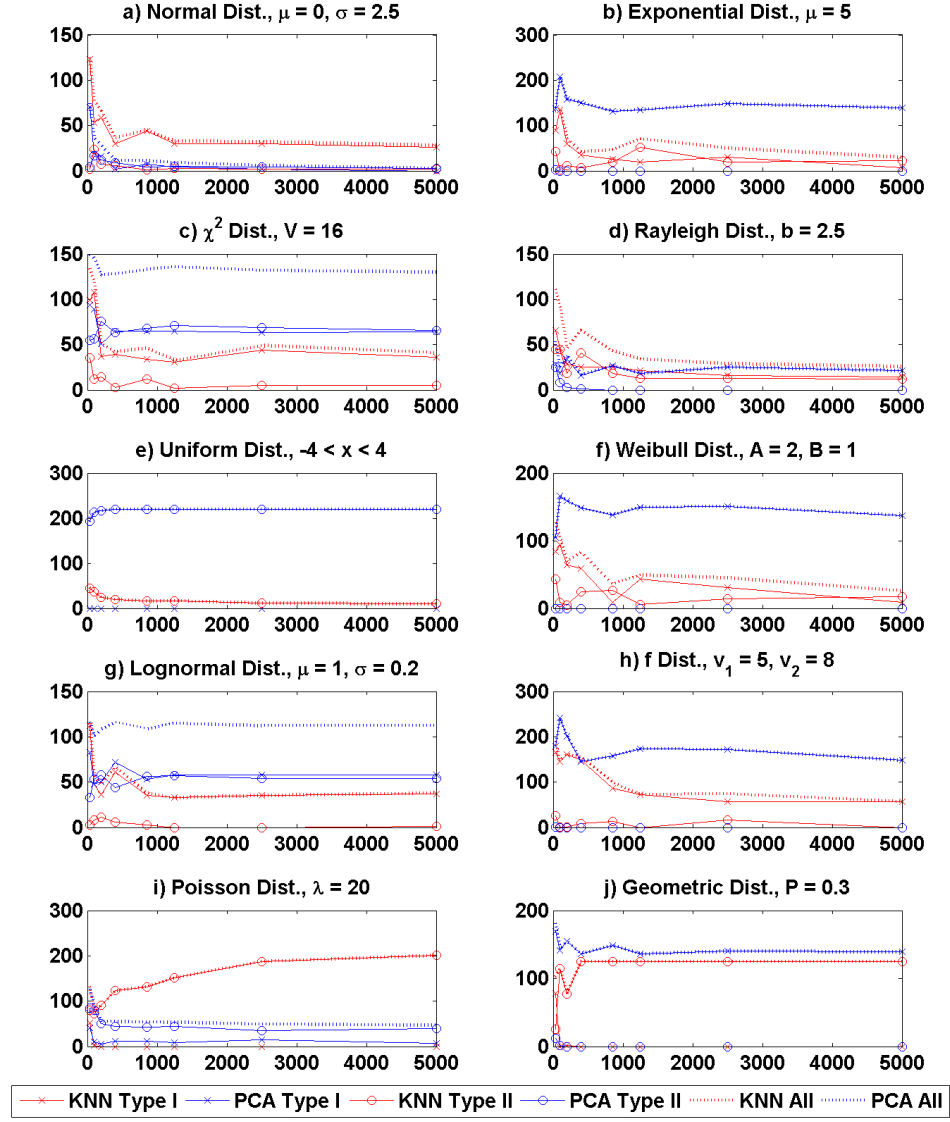 a) Normal Dist., μ = 0, σ = 2.5
150
100
50
0
0 1000 2000 3000 4000 5000
b) Exponential Dist., μ = 5
300
200
100
0
0 1000 2000 3000 4000 5000
c) χ² Dist., V = 16
150
100
50
0
0 1000 2000 3000 4000 5000
d) Rayleigh Dist., b = 2.5
150
100
50
0
0 1000 2000 3000 4000 5000
e) Uniform Dist., -4 < x < 4
300
200
100
0
0 1000 2000 3000 4000 5000
f) Weibull Dist., A = 2, B = 1
200
100
0
0 1000 2000 3000 4000 5000
g) Lognormal Dist., μ = 1, σ = 0.2
150
100
50
0
0 1000 2000 3000 4000 5000
h) f Dist., v₁ = 5, v₂ = 8
300
200
100
0
0 1000 2000 3000 4000 5000
i) Poisson Dist., λ = 20
300
200
100
0
0 1000 2000 3000 4000 5000
j) Geometric Dist., P = 0.3
200
100
0
0 1000 2000 3000 4000 5000
KNN Type I PCA Type I KNN Type II PCA Type II KNN All PCA All